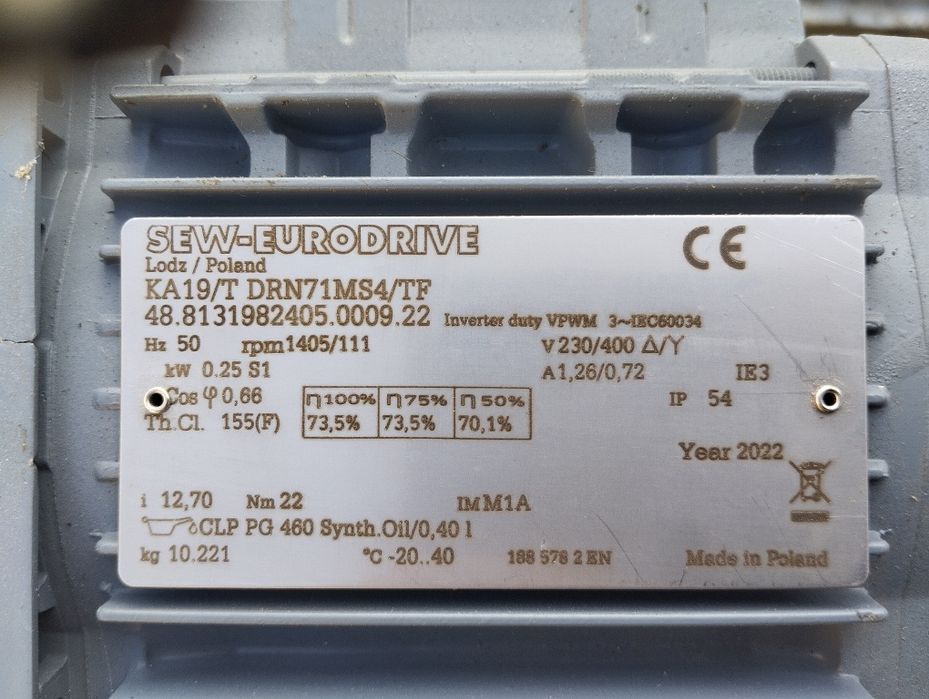 SEW-EURODRIVE
CE
Lodz / Poland
KA19/T DRN71MS4/TF
48.8131982405.0009.22 Inverter duty VPWM 3~IEC60034
Hz 50 rpm 1405/111 V 230/400 Δ/Y
kW 0.25 S1 A 1,26/0,72 IE3
Cos φ 0,66 η100% η75% η50% IP 54
Th.Cl. 155(F) 73,5% 73,5% 70,1%
Year 2022
i 12,70 Nm 22 IM M1A
CLP PG 460 Synth.Oil/0,40 l
kg 10.221 °C -20..40 188 578 2 EN Made in Poland